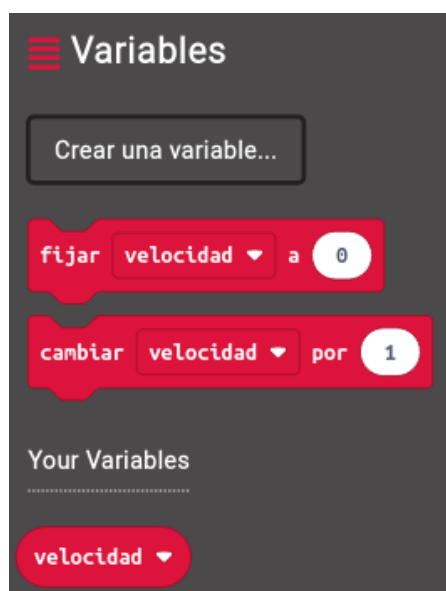 Variables
Crear una variable...
fijar velocidad a 0
cambiar velocidad por 1
Your Variables
velocidad